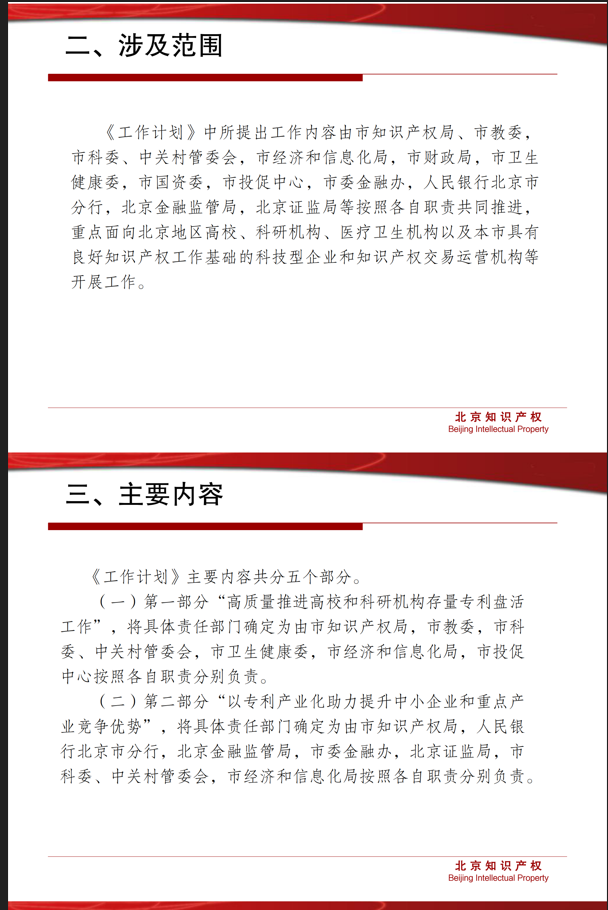 二、涉及范围
《工作计划》中所提出工作内容由市知识产权局、市教委，
市科委、中关村管委会，市经济和信息化局，市财政局，市卫生
健康委，市国资委，市投促中心，市委金融办，人民银行北京市
分行，北京金融监管局，北京证监局等按照各自职责共同推进，
重点面向北京地区高校、科研机构、医疗卫生机构以及本市具有
良好知识产权工作基础的科技型企业和知识产权交易运营机构等
开展工作。
北京知识产权
Beijing Intellectual Property
三、主要内容
《工作计划》主要内容共分五个部分。
（一）第一部分“高质量推进高校和科研机构存量专利盘活
工作”，将具体责任部门确定为由市知识产权局，市教委，市科
委、中关村管委会，市卫生健康委，市经济和信息化局，市投促
中心按照各自职责分别负责。
（二）第二部分“以专利产业化助力提升中小企业和重点产
业竞争优势”，将具体责任部门确定为由市知识产权局，人民银
行北京市分行，北京金融监管局，市委金融办，北京证监局，市
科委、中关村管委会，市经济和信息化局按照各自职责分别负责。
北京知识产权
Beijing Intellectual Property